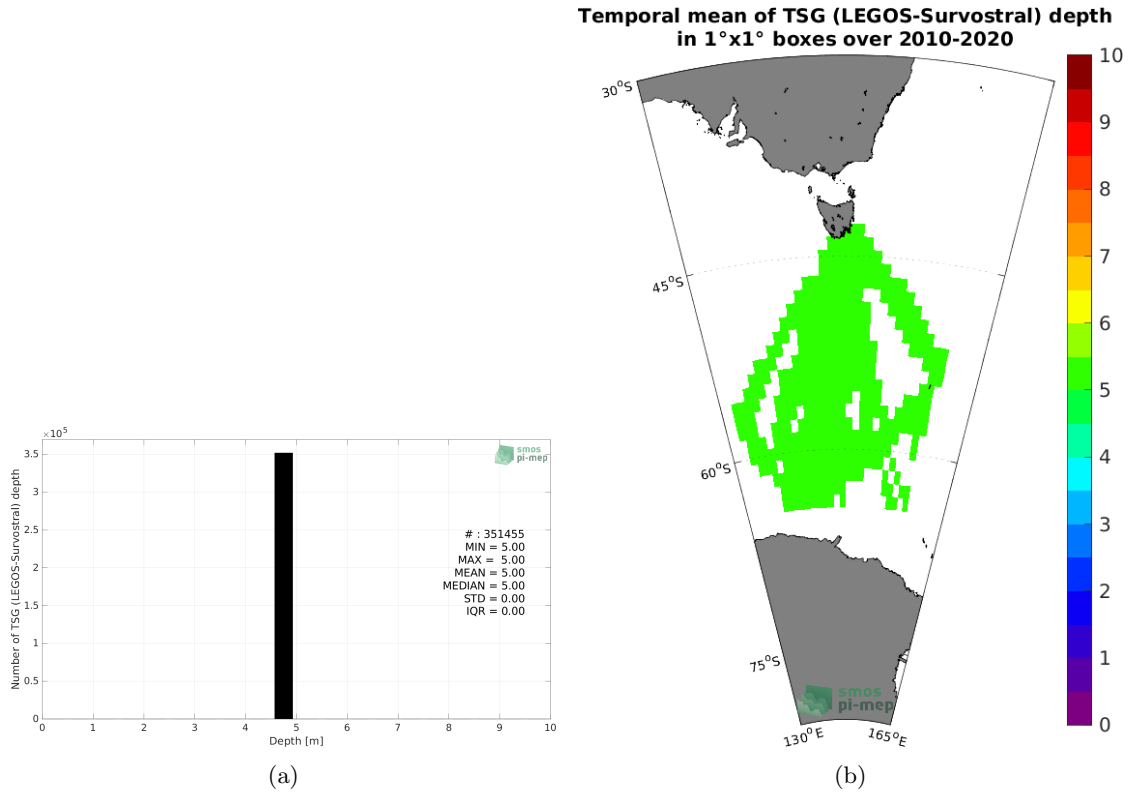 ×10⁵
3.5
3
2.5
2
1.5
1
0.5
0
Number of TSG (LEGOS-Survostral) depth
smos
pi-mep
# : 351455
MIN = 5.00
MAX = 5.00
MEAN = 5.00
MEDIAN = 5.00
STD = 0.00
IQR = 0.00
0 1 2 3 4 5 6 7 8 9 10
Depth [m]
(a)
Temporal mean of TSG (LEGOS-Survostral) depth
in 1°x1° boxes over 2010-2020
30°S
45°S
60°S
75°S
130°E
165°E
smos
pi-mep
10
9
8
7
6
5
4
3
2
1
0
(b)